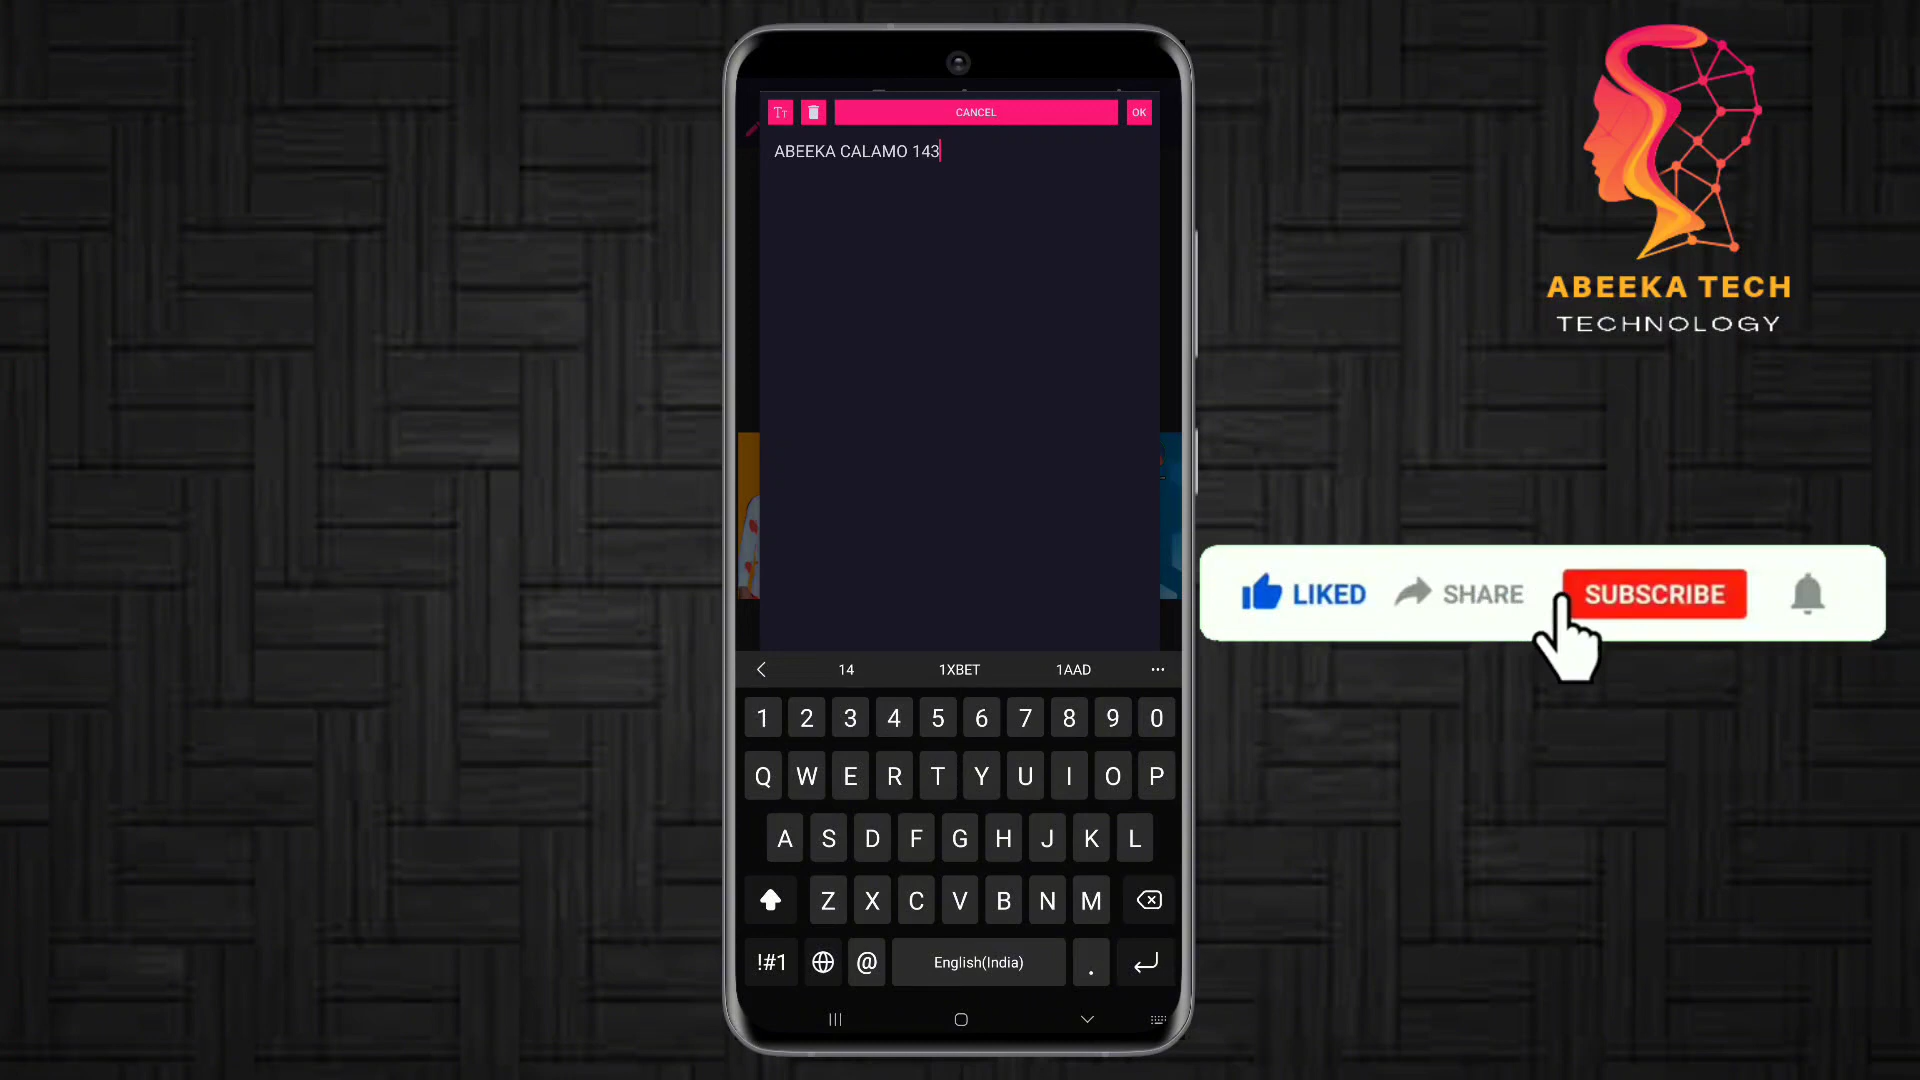 Tт
CANCEL
OK
ABEEKA CALAMO 143
ABEEKA TECH
TECHNOLOGY
LIKED
SHARE
SUBSCRIBE
14
1XBET
1AAD
1 2 3 4 5 6 7 8 9 0
Q W E R T Y U I O P
A S D F G H J K L
Z X C V B N M
!#1
@
English(India)
.